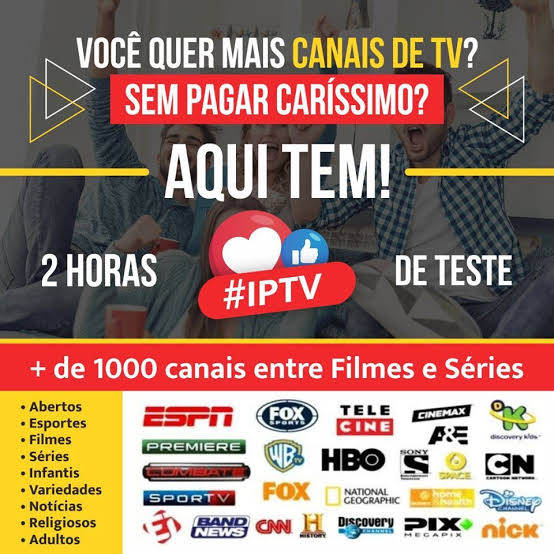 VOCÊ QUER MAIS CANAIS DE TV?
SEM PAGAR CARÍSSIMO?
AQUI TEM!
2 HORAS
DE TESTE
#IPTV
+ de 1000 canais entre Filmes e Séries
• Abertos
• Esportes
• Filmes
• Séries
• Infantis
• Variedades
• Notícias
• Religiosos
• Adultos
ESPN
FOX
SPORTS
TELE
CINE
CINEMAX
A&E
discovery kids
PREMIERE
WB
TV
HBO
SONY
SPACE
CN
CARTOON NETWORK
COMBATE
SPORTV
FOX
NATIONAL
GEOGRAPHIC
home&health
Disney
CHANNEL
BAND
NEWS
CNN
H
HISTORY
Discovery
CHANNEL
PIX
MEGAPIX
nick